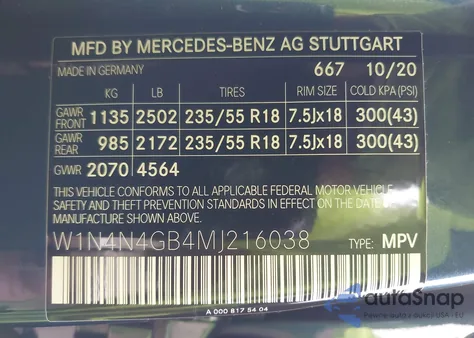 MFD BY MERCEDES-BENZ AG STUTTGART
MADE IN GERMANY 667 10/20
KG LB TIRES RIM SIZE COLD KPA(PSI)
GAWR FRONT 1135 2502 235/55 R18 7.5Jx18 300(43)
GAWR REAR 985 2172 235/55 R18 7.5Jx18 300(43)
GVWR 2070 4564
THIS VEHICLE CONFORMS TO ALL APPLICABLE FEDERAL MOTOR VEHICLE
SAFETY AND THEFT PREVENTION STANDARDS IN EFFECT ON THE DATE
OF MANUFACTURE SHOWN ABOVE.
W1N4N4GB4MJ216038 TYPE: MPV
A 000 817 54 04
autoSnap